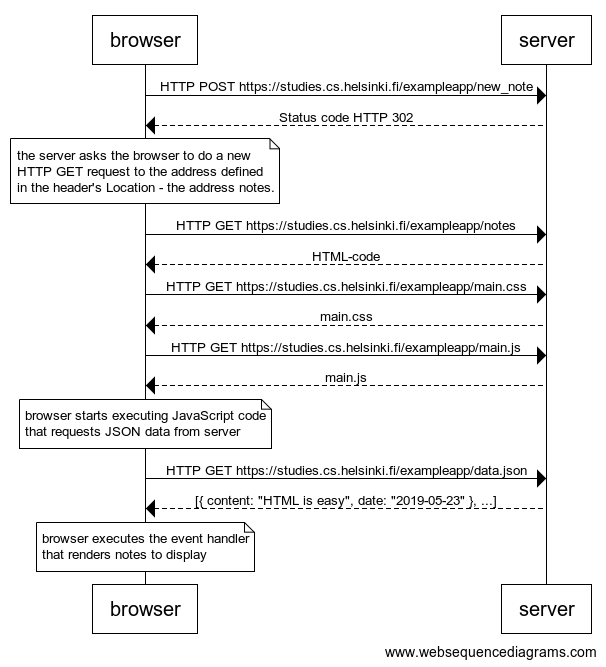 browser server
HTTP POST https://studies.cs.helsinki.fi/exampleapp/new_note
Status code HTTP 302
the server asks the browser to do a new
HTTP GET request to the address defined
in the header's Location - the address notes.
HTTP GET https://studies.cs.helsinki.fi/exampleapp/notes
HTML-code
HTTP GET https://studies.cs.helsinki.fi/exampleapp/main.css
main.css
HTTP GET https://studies.cs.helsinki.fi/exampleapp/main.js
main.js
browser starts executing JavaScript code
that requests JSON data from server
HTTP GET https://studies.cs.helsinki.fi/exampleapp/data.json
[{ content: "HTML is easy", date: "2019-05-23" }, ...]
browser executes the event handler
that renders notes to display
browser server
www.websequencediagrams.com